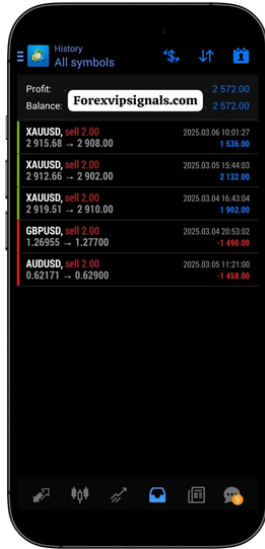 History
All symbols
Profit: 2 572.00
Balance: 2 572.00
Forexvipsignals.com
XAUUSD, sell 2.00 2025.03.06 10:01:27
2 915.68 → 2 908.00 1 536.00
XAUUSD, sell 2.00 2025.03.05 15:44:03
2 912.66 → 2 902.00 2 132.00
XAUUSD, sell 2.00 2025.03.04 16:43:04
2 919.51 → 2 910.00 1 902.00
GBPUSD, sell 2.00 2025.03.04 20:53:02
1.26955 → 1.27700 -1 490.00
AUDUSD, sell 2.00 2025.03.05 11:21:00
0.62171 → 0.62900 -1 458.00